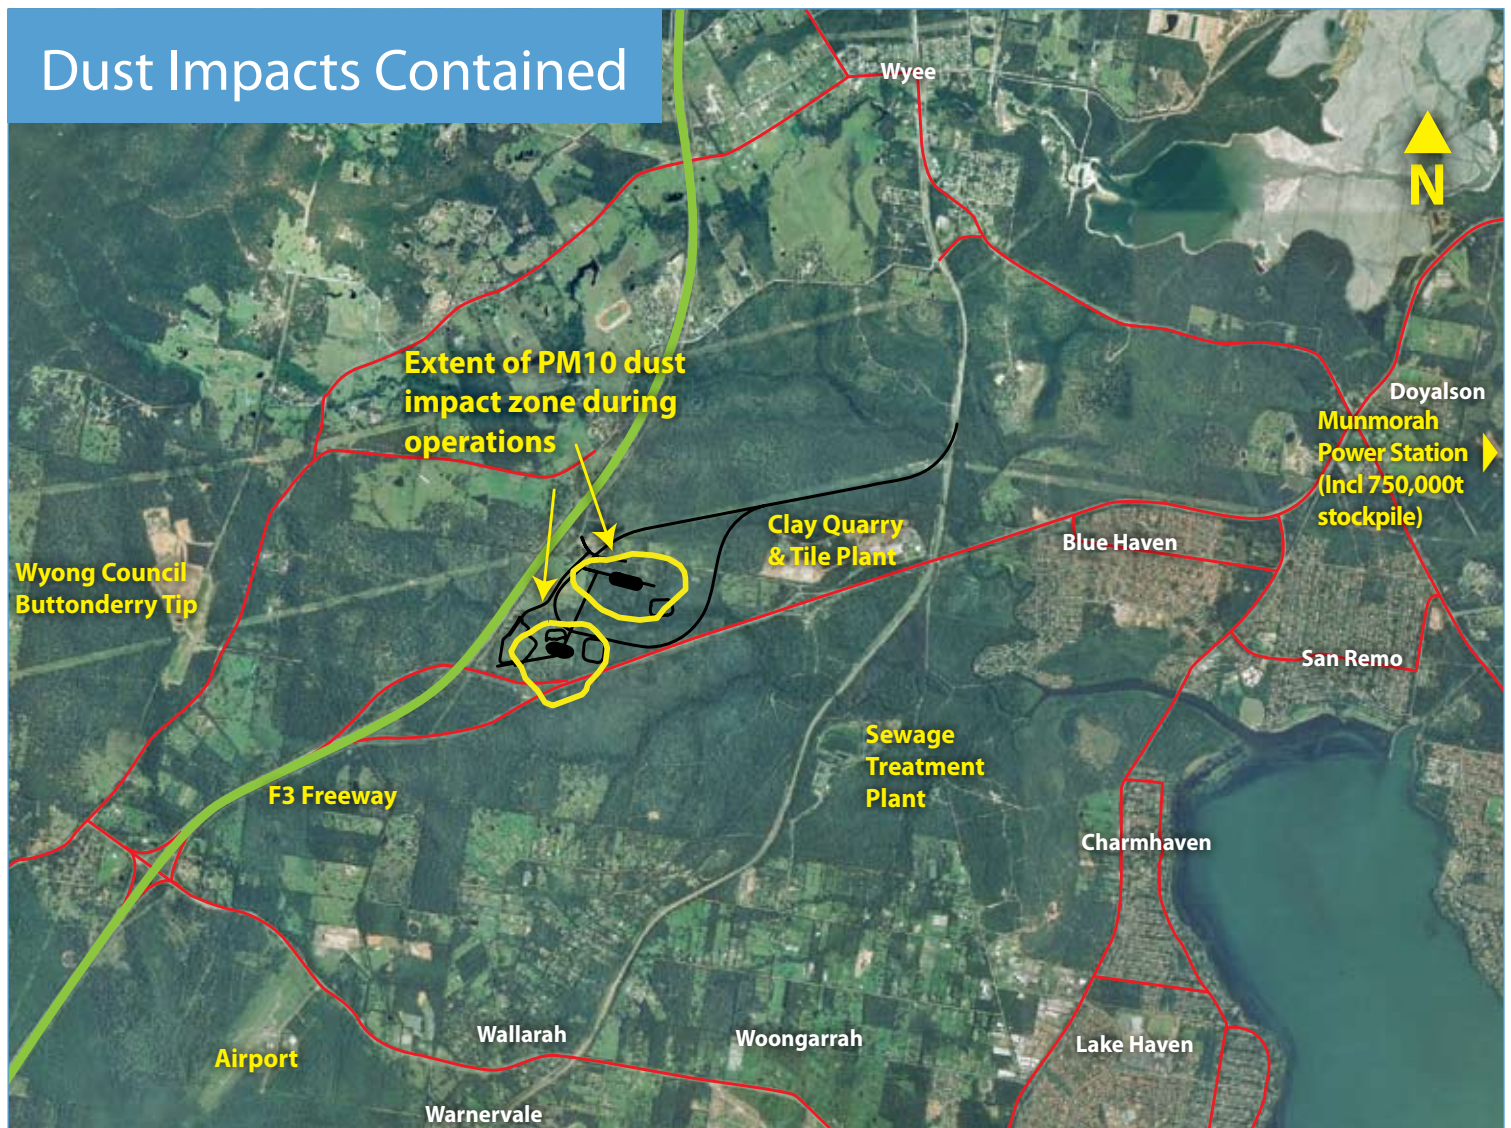 Dust Impacts Contained
Wyee
N
Extent of PM10 dust
impact zone during
operations
Doyalson
Munmorah
Power Station
(Incl 750,000t
stockpile)
Clay Quarry
& Tile Plant
Blue Haven
Wyong Council
Buttonderry Tip
San Remo
Sewage
Treatment
Plant
F3 Freeway
Charmhaven
Wallarah
Woongarrah
Lake Haven
Airport
Warnervale